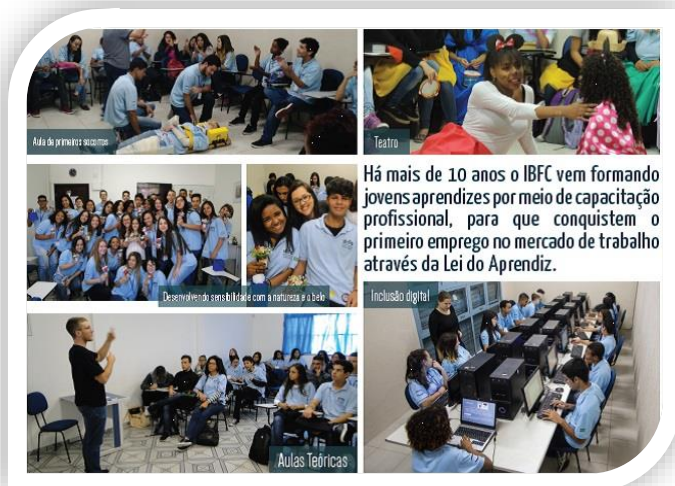 Aula de primeiros socorros
Teatro
Há mais de 10 anos o IBFC vem formando
jovens aprendizes por meio de capacitação
profissional, para que conquistem o
primeiro emprego no mercado de trabalho
através da Lei do Aprendiz.
Desenvolvendo sensibilidade com a natureza e o belo
Inclusão digital
Aulas Teóricas